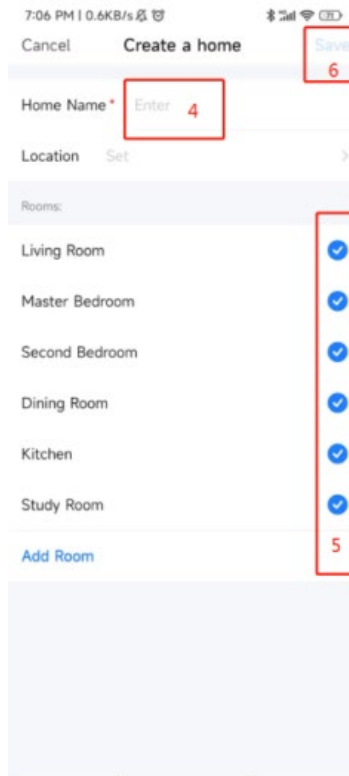 7:06 PM | 0.6KB/s
Cancel Create a home Save
6
Home Name* Enter 4
Location Set
Rooms:
Living Room
Master Bedroom
Second Bedroom
Dining Room
Kitchen
Study Room
5
Add Room